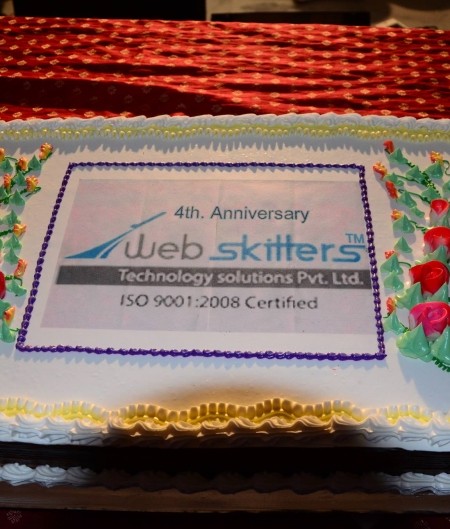 4th. Anniversary
web skitters™
Technology solutions Pvt. Ltd.
ISO 9001:2008 Certified